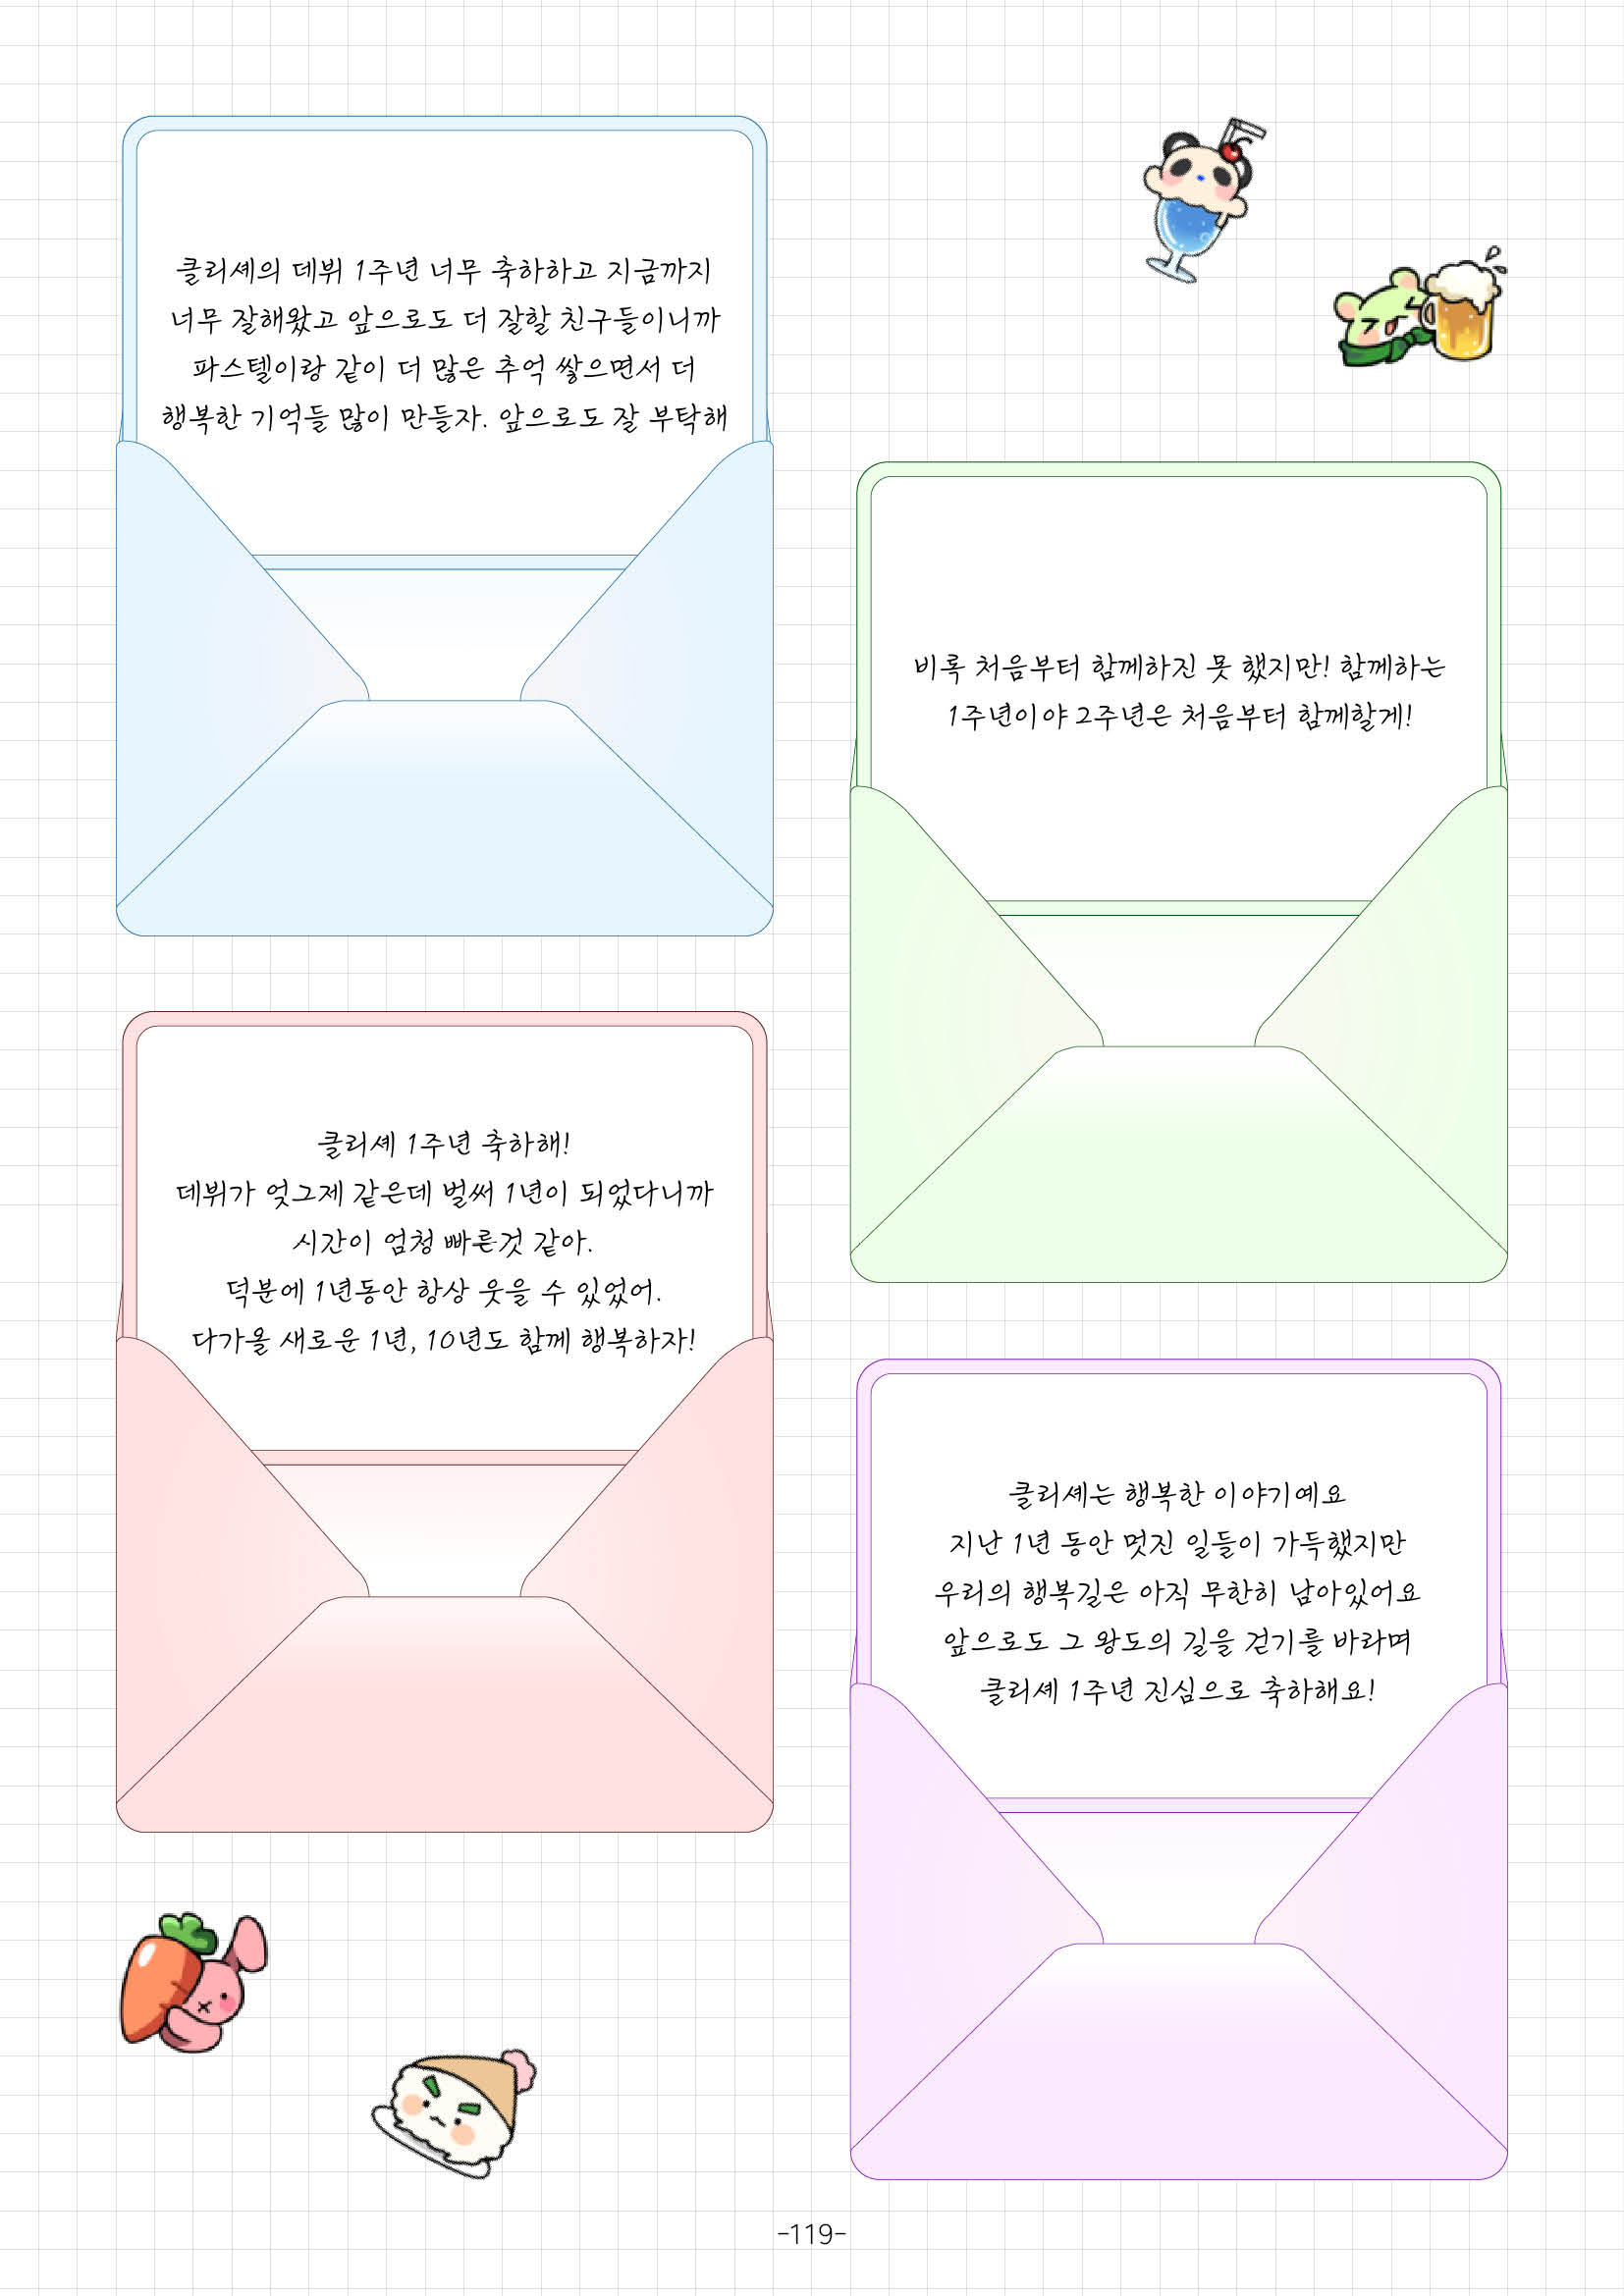 클리셰의 데뷔 1주년 너무 축하하고 지금까지
너무 잘해왔고 앞으로도 더 잘할 친구들이니까
파스텔이랑 같이 더 많은 추억 쌓으면서 더
행복한 기억들 많이 만들자. 앞으로도 잘 부탁해
비록 처음부터 함께하진 못 했지만! 함께하는
1주년이야 2주년은 처음부터 함께할게!
클리셰 1주년 축하해!
데뷔가 엊그제 같은데 벌써 1년이 되었다니까
시간이 엄청 빠른것 같아.
덕분에 1년동안 항상 웃을 수 있었어.
다가올 새로운 1년, 10년도 함께 행복하자!
클리셰는 행복한 이야기예요
지난 1년 동안 멋진 일들이 가득했지만
우리의 행복길은 아직 무한히 남아있어요
앞으로도 그 왕도의 길을 걷기를 바라며
클리셰 1주년 진심으로 축하해요!
-119-